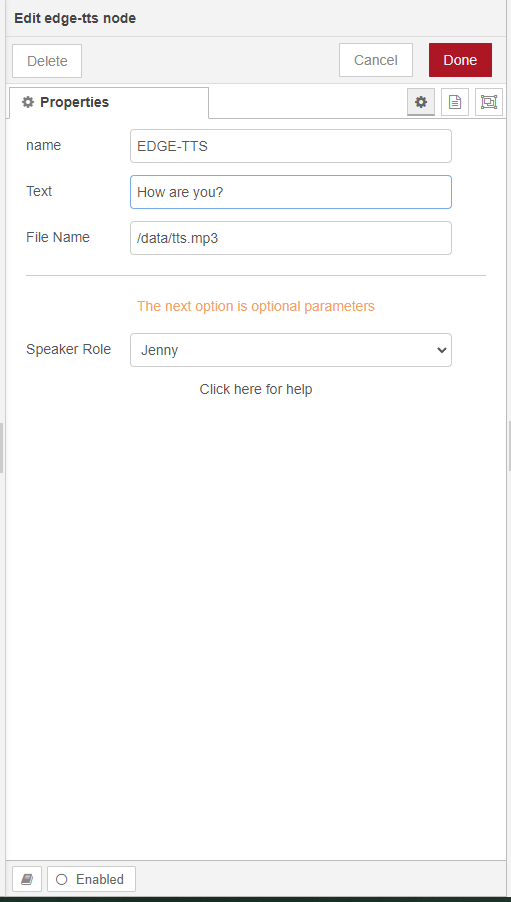 Edit edge-tts node
Delete
Cancel
Done
Properties
name
EDGE-TTS
Text
How are you?
File Name
/data/tts.mp3
The next option is optional parameters
Speaker Role
Jenny
Click here for help
Enabled